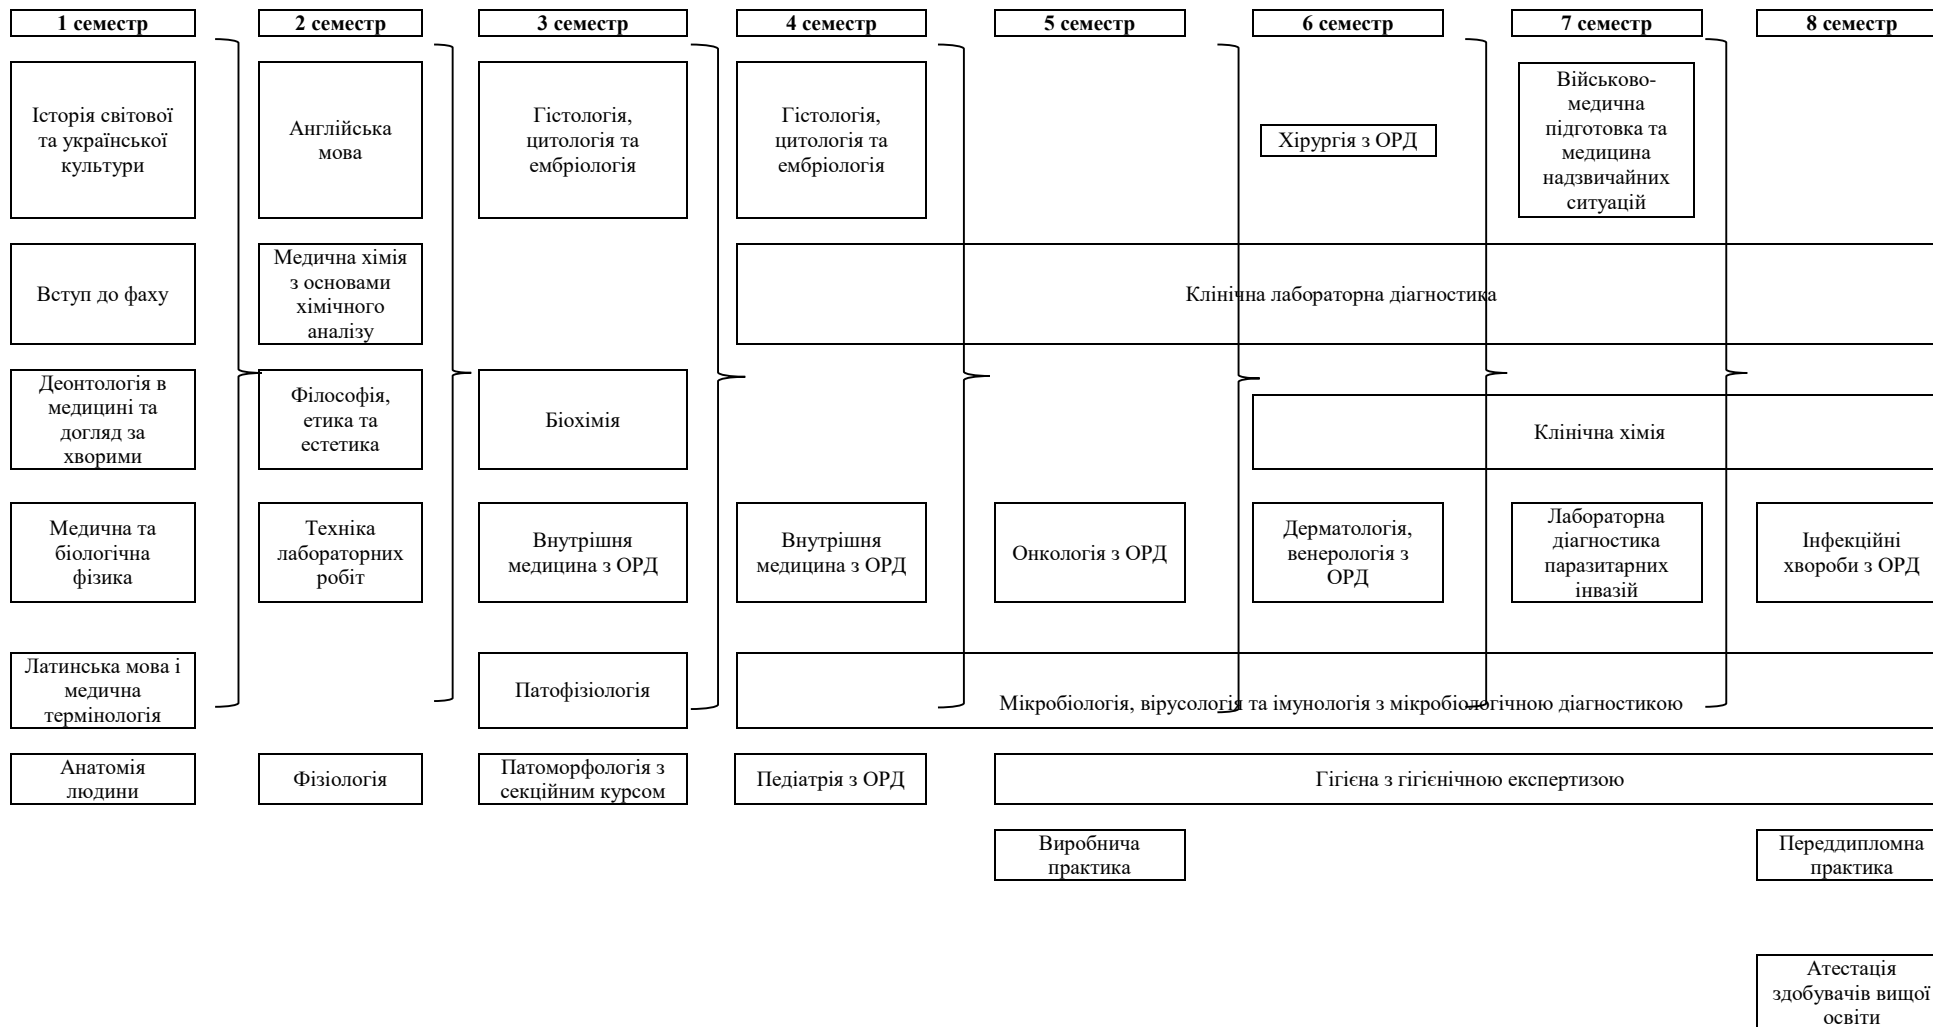 1 семестр
2 семестр
3 семестр
4 семестр
5 семестр
6 семестр
7 семестр
8 семестр
Історія світової
та української
культури
Англійська
мова
Гістологія,
цитологія та
ембріологія
Гістологія,
цитологія та
ембріологія
Хірургія з ОРД
Військово-
медична
підготовка та
медицина
надзвичайних
ситуацій
Вступ до фаху
Медична хімія
з основами
хімічного
аналізу
Клінічна лабораторна діагностика
Деонтологія в
медицині та
догляд за
хворими
Філософія,
етика та
естетика
Біохімія
Клінічна хімія
Медична та
біологічна
фізика
Техніка
лабораторних
робіт
Внутрішня
медицина з ОРД
Внутрішня
медицина з ОРД
Онкологія з ОРД
Дерматологія,
венерологія з
ОРД
Лабораторна
діагностика
паразитарних
інвазій
Інфекційні
хвороби з ОРД
Латинська мова і
медична
термінологія
Патофізіологія
Мікробіологія, вірусологія та імунологія з мікробіологічною діагностикою
Анатомія
людини
Фізіологія
Патоморфологія з
секційним курсом
Педіатрія з ОРД
Гігієна з гігієнічною експертизою
Виробнича
практика
Переддипломна
практика
Атестація
здобувачів вищої
освіти